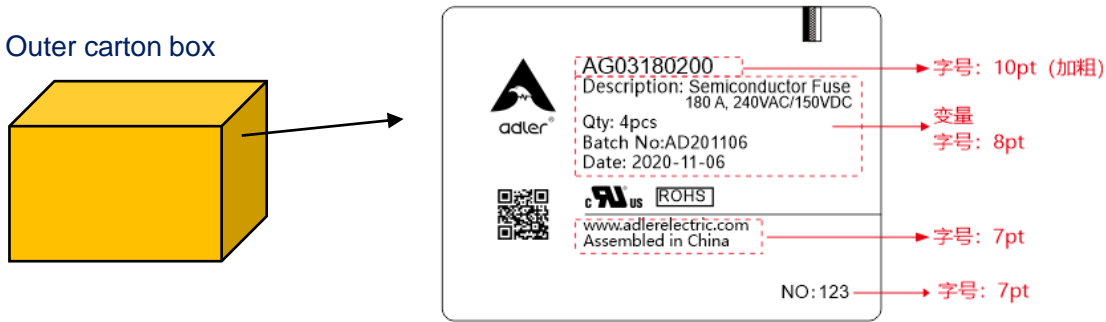 Outer carton box
AG03180200
字号：10pt (加粗)
Description: Semiconductor Fuse
180 A, 240VAC/150VDC
adler®
Qty: 4pcs
变量
Batch No:AD201106
字号：8pt
Date: 2020-11-06
c RU® US
ROHS
www.adlerelectric.com
Assembled in China
字号：7pt
NO:123
字号：7pt